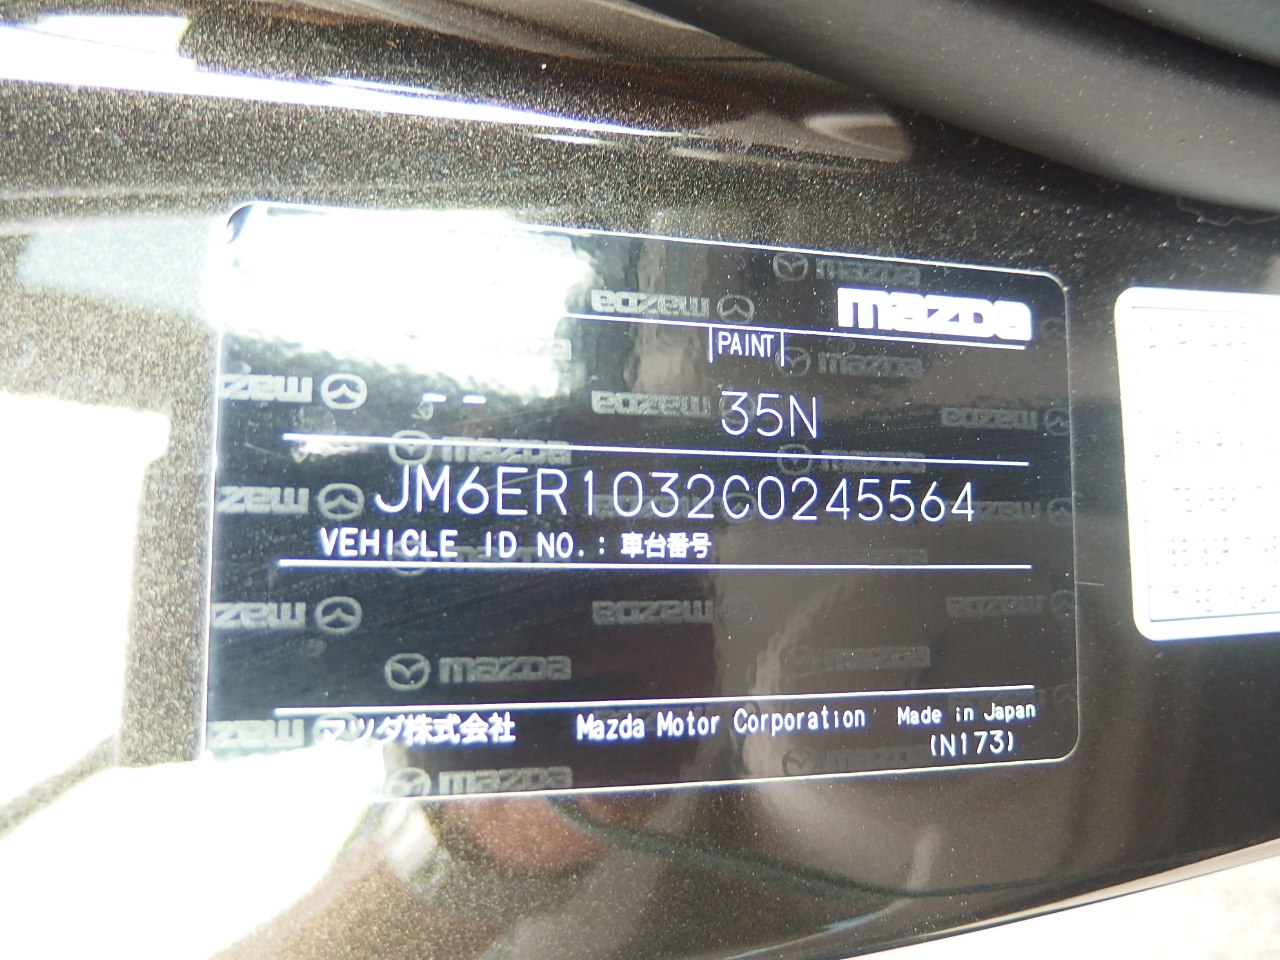 mazda
PAINT
-- 35N
JM6ER1032C0245564
VEHICLE ID NO.: 車台番号
マツダ株式会社 Mazda Motor Corporation Made in Japan
(N173)